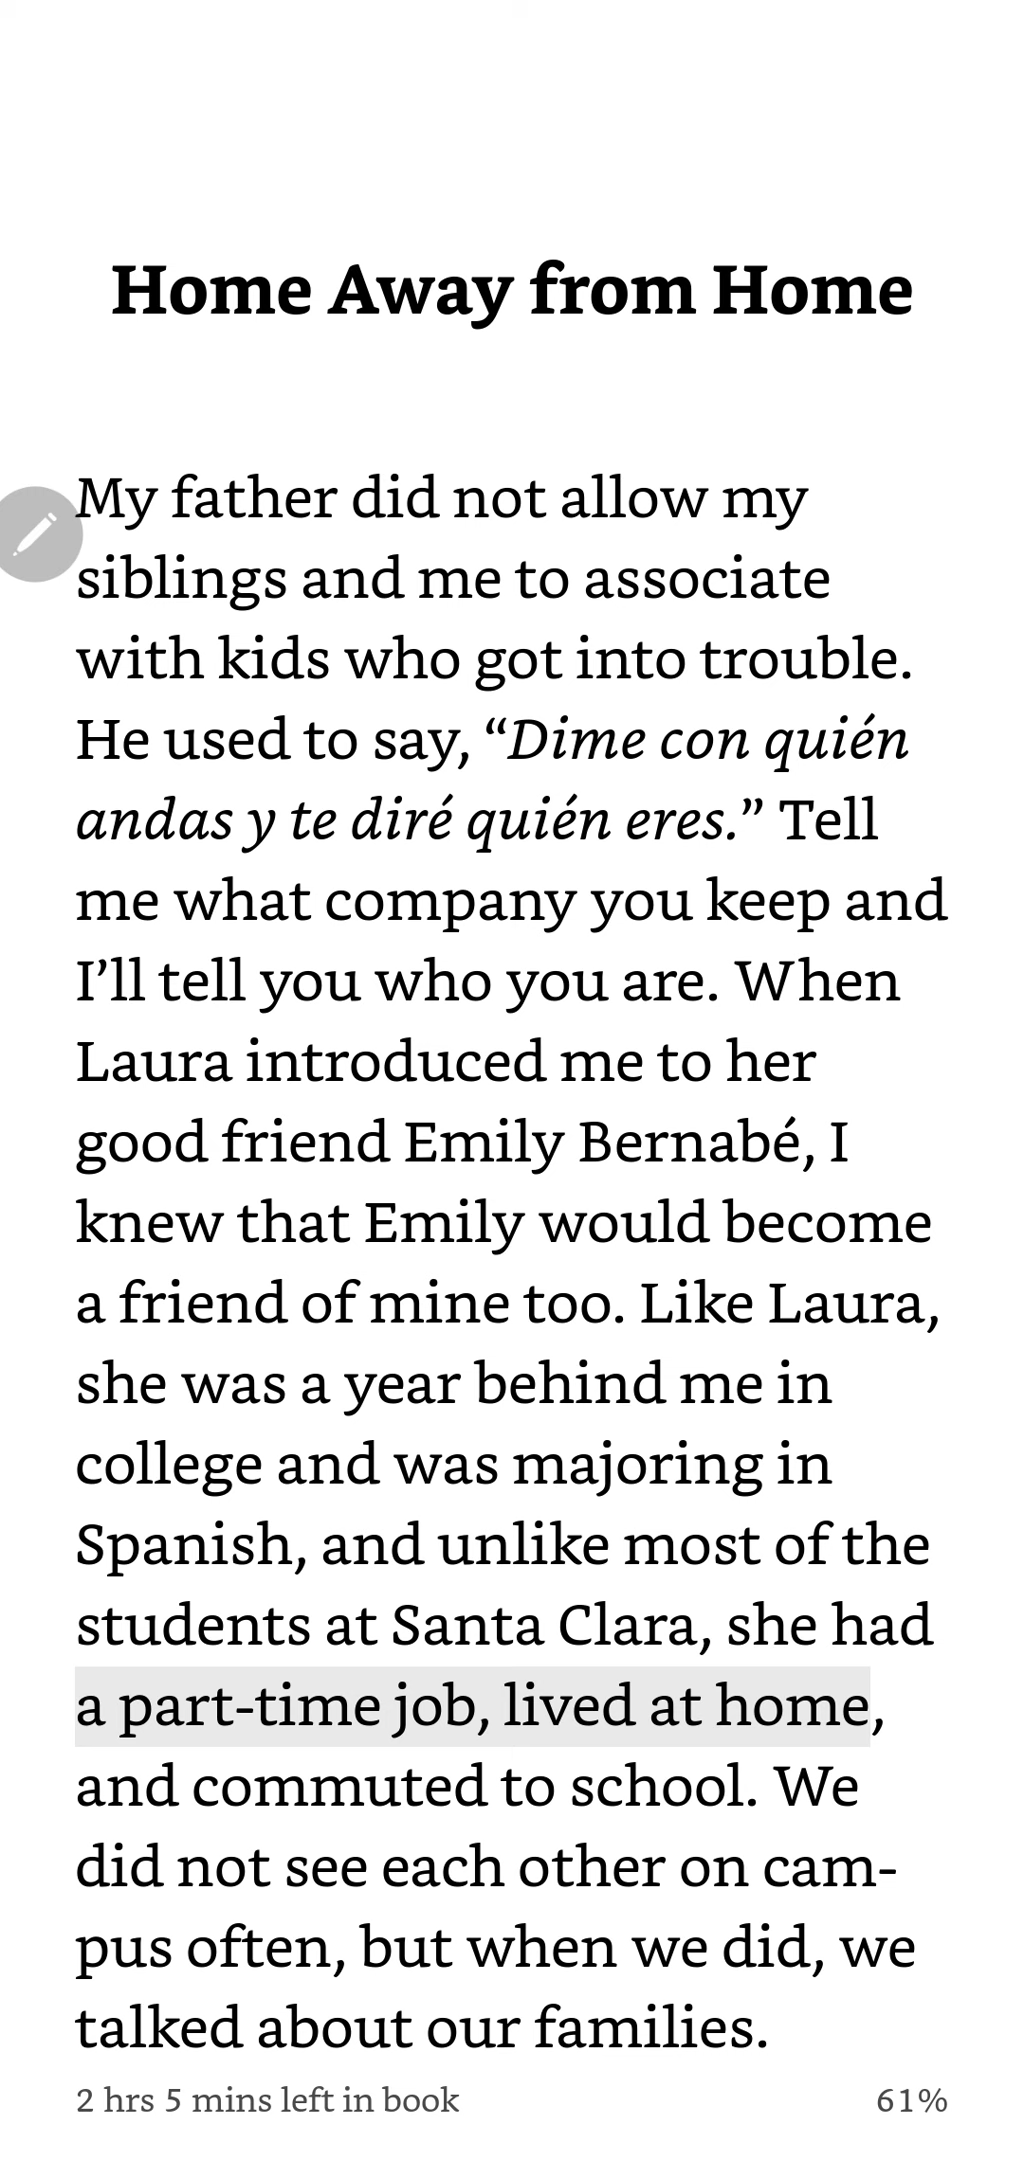 Home Away from Home
My father did not allow my
siblings and me to associate
with kids who got into trouble.
He used to say, “Dime con quién
andas y te diré quién eres.” Tell
me what company you keep and
I’ll tell you who you are. When
Laura introduced me to her
good friend Emily Bernabé, I
knew that Emily would become
a friend of mine too. Like Laura,
she was a year behind me in
college and was majoring in
Spanish, and unlike most of the
students at Santa Clara, she had
a part-time job, lived at home,
and commuted to school. We
did not see each other on cam-
pus often, but when we did, we
talked about our families.
2 hrs 5 mins left in book 61%